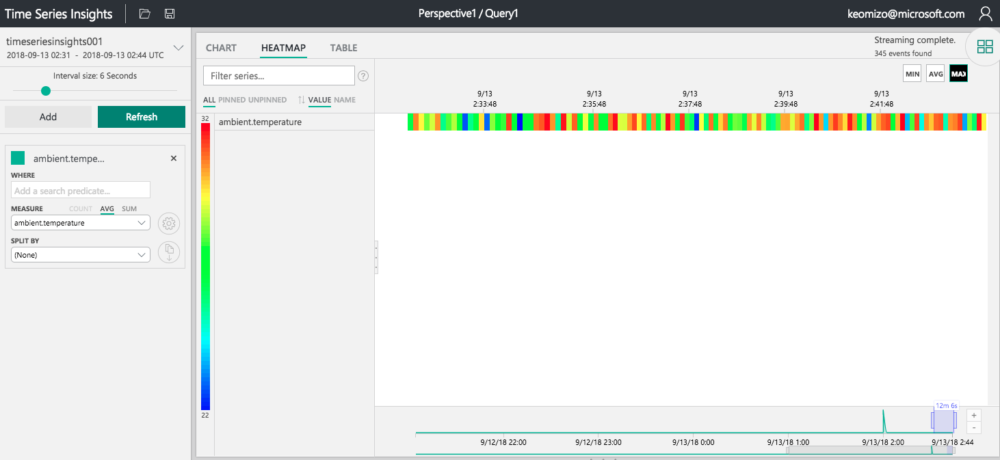 Time Series Insights
Perspective1 / Query1
keomizo@microsoft.com
timeseriesinsights001
2018-09-13 02:31 - 2018-09-13 02:44 UTC
Interval size: 6 Seconds
Add
Refresh
ambient.tempe...
WHERE
Add a search predicate...
MEASURE COUNT AVG SUM
ambient.temperature
SPLIT BY
(None)
CHART HEATMAP TABLE
Streaming complete.
345 events found
Filter series...
?
ALL PINNED UNPINNED VALUE NAME
MIN AVG MAX
9/13 9/13 9/13 9/13 9/13
2:33:48 2:35:48 2:37:48 2:39:48 2:41:48
32
ambient.temperature
22
12m 6s
+
-
9/12/18 22:00 9/12/18 23:00 9/13/18 0:00 9/13/18 1:00 9/13/18 2:00 9/13/18 2:44